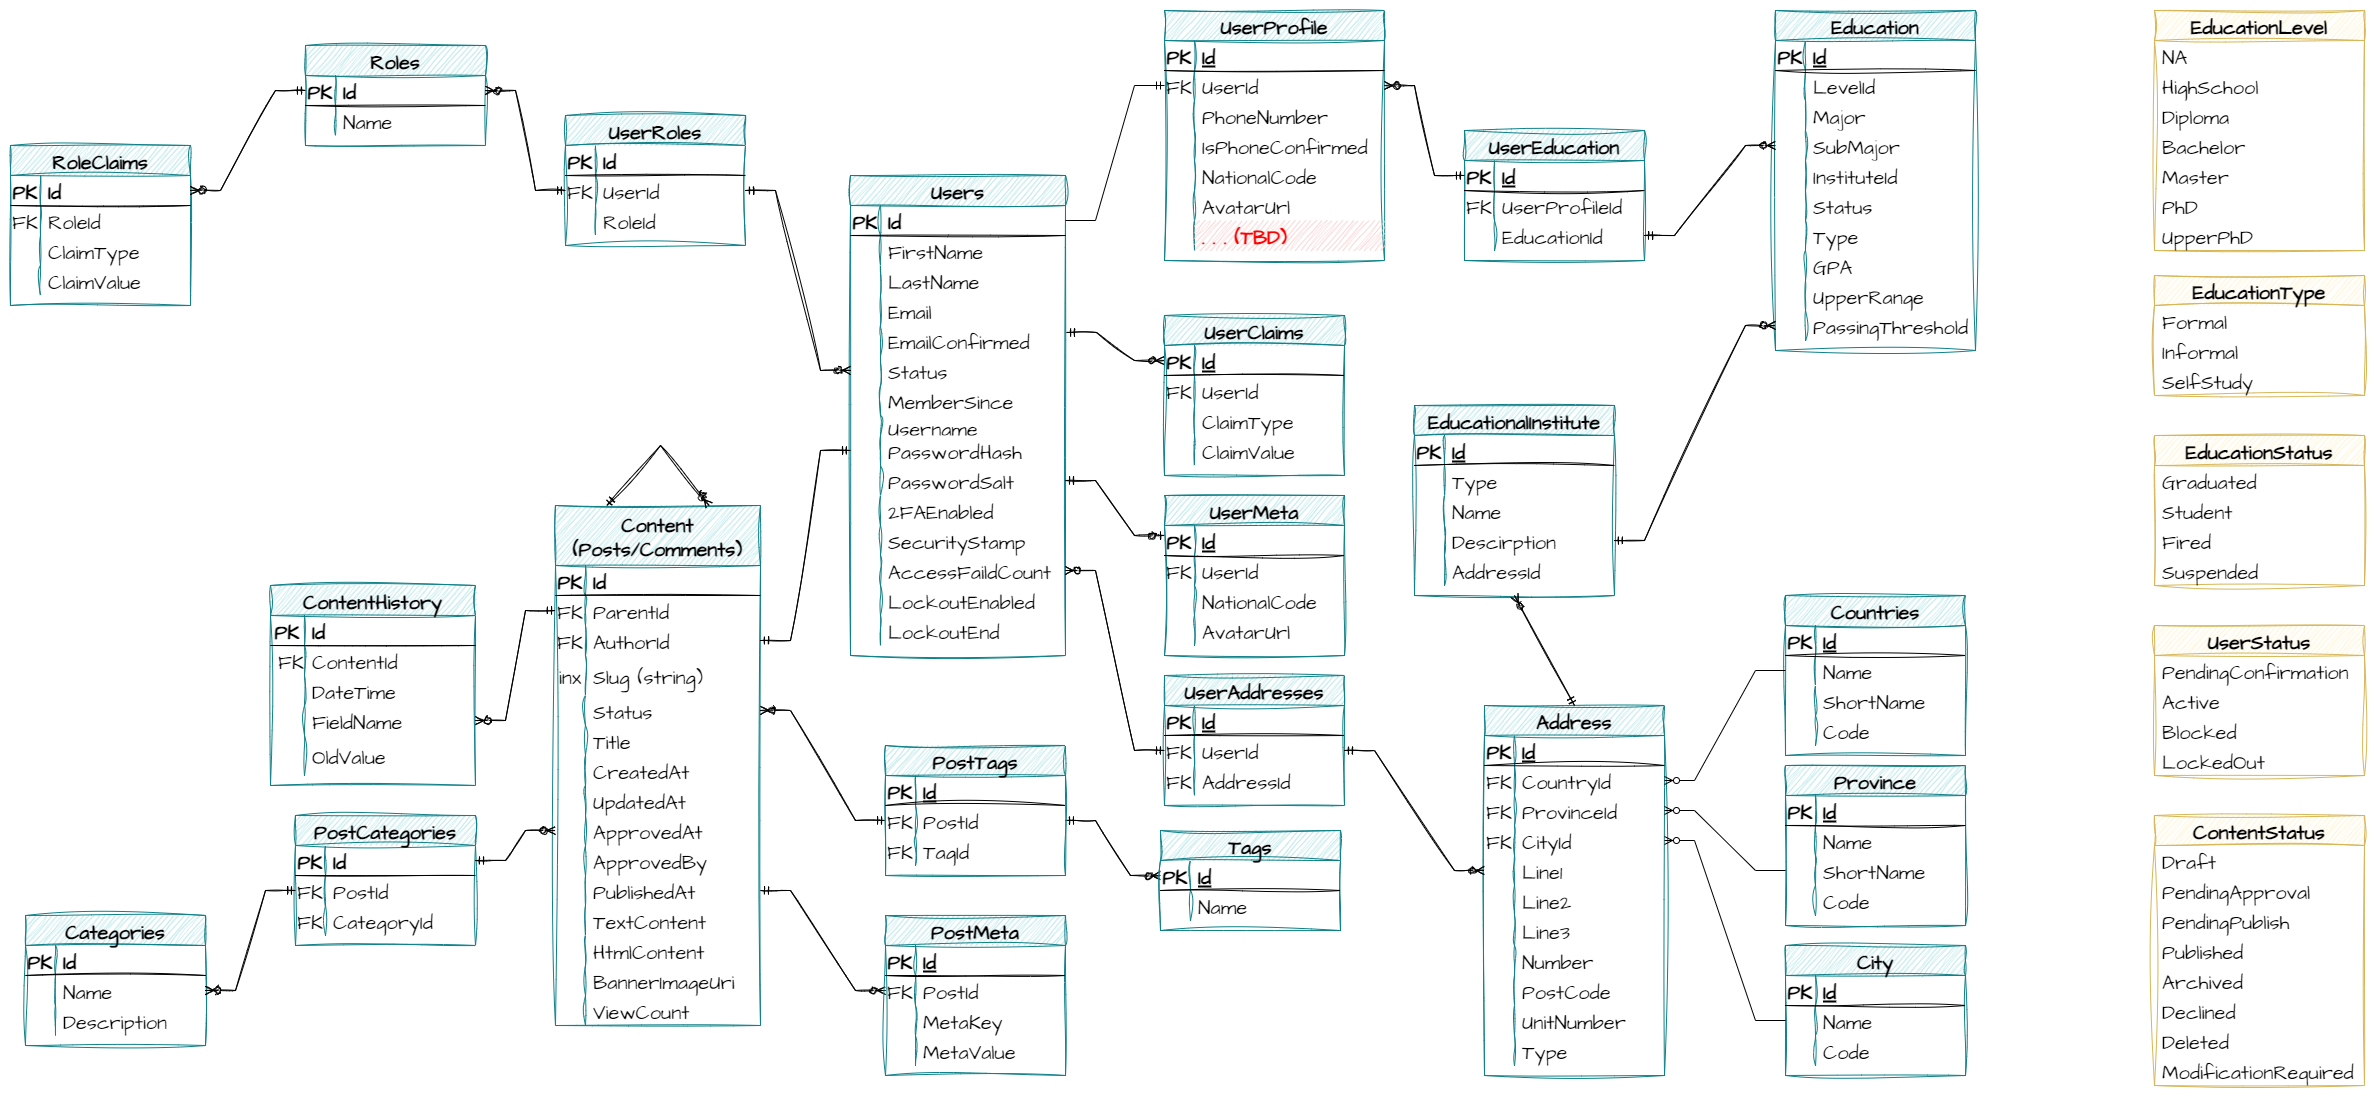 Roles
PK Id
Name
RoleClaims
PK Id
FK RoleId
ClaimType
ClaimValue
UserRoles
PK Id
FK UserId
RoleId
Users
PK Id
FirstName
LastName
Email
EmailConfirmed
Status
MemberSince
Username
PasswordHash
PasswordSalt
2FAEnabled
SecurityStamp
AccessFaildCount
LockoutEnabled
LockoutEnd
UserProfile
PK Id
FK UserId
PhoneNumber
IsPhoneConfirmed
NationalCode
AvatarUrl
. . . (TBD)
UserEducation
PK Id
FK UserProfileId
EducationId
Education
PK Id
LevelId
Major
SubMajor
InstituteId
Status
Type
GPA
UpperRange
PassingThreshold
UserClaims
PK Id
FK UserId
ClaimType
ClaimValue
UserMeta
PK Id
FK UserId
NationalCode
AvatarUrl
EducationalInstitute
PK Id
Type
Name
Descirption
AddressId
Content
(Posts/Comments)
PK Id
FK ParentId
FK AuthorId
inx Slug (string)
Status
Title
CreatedAt
UpdatedAt
ApprovedAt
ApprovedBy
PublishedAt
TextContent
HtmlContent
BannerImageUri
ViewCount
ContentHistory
PK Id
FK ContentId
DateTime
FieldName
OldValue
PostCategories
PK Id
FK PostId
FK CategoryId
Categories
PK Id
Name
Description
UserAddresses
PK Id
FK UserId
FK AddressId
PostTags
PK Id
FK PostId
FK TagId
Tags
PK Id
Name
PostMeta
PK Id
FK PostId
MetaKey
MetaValue
Address
PK Id
FK CountryId
FK ProvinceId
FK CityId
Line1
Line2
Line3
Number
PostCode
UnitNumber
Type
Countries
PK Id
Name
ShortName
Code
Province
PK Id
Name
ShortName
Code
City
PK Id
Name
Code
EducationLevel
NA
HighSchool
Diploma
Bachelor
Master
PhD
UpperPhD
EducationType
Formal
Informal
SelfStudy
EducationStatus
Graduated
Student
Fired
Suspended
UserStatus
PendingConfirmation
Active
Blocked
LockedOut
ContentStatus
Draft
PendingApproval
PendingPublish
Published
Archived
Declined
Deleted
ModificationRequired